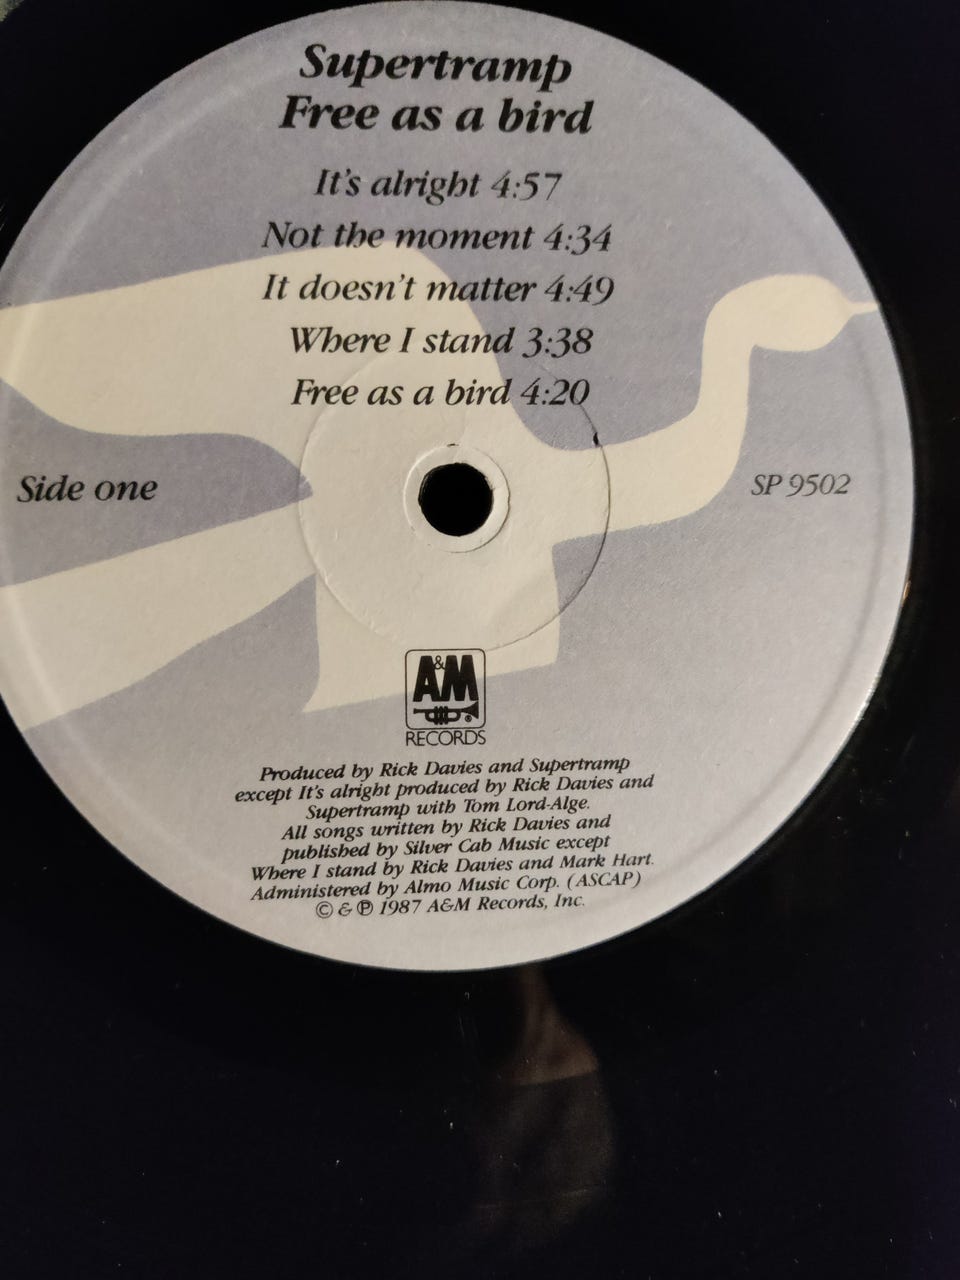 Supertramp
Free as a bird
It's alright 4:57
Not the moment 4:34
It doesn't matter 4:49
Where I stand 3:38
Free as a bird 4:20
Side one
SP 9502
A&M
®
RECORDS
Produced by Rick Davies and Supertramp
except It's alright produced by Rick Davies and
Supertramp with Tom Lord-Alge.
All songs written by Rick Davies and
published by Silver Cab Music except
Where I stand by Rick Davies and Mark Hart.
Administered by Almo Music Corp. (ASCAP)
© & ℗ 1987 A&M Records, Inc.